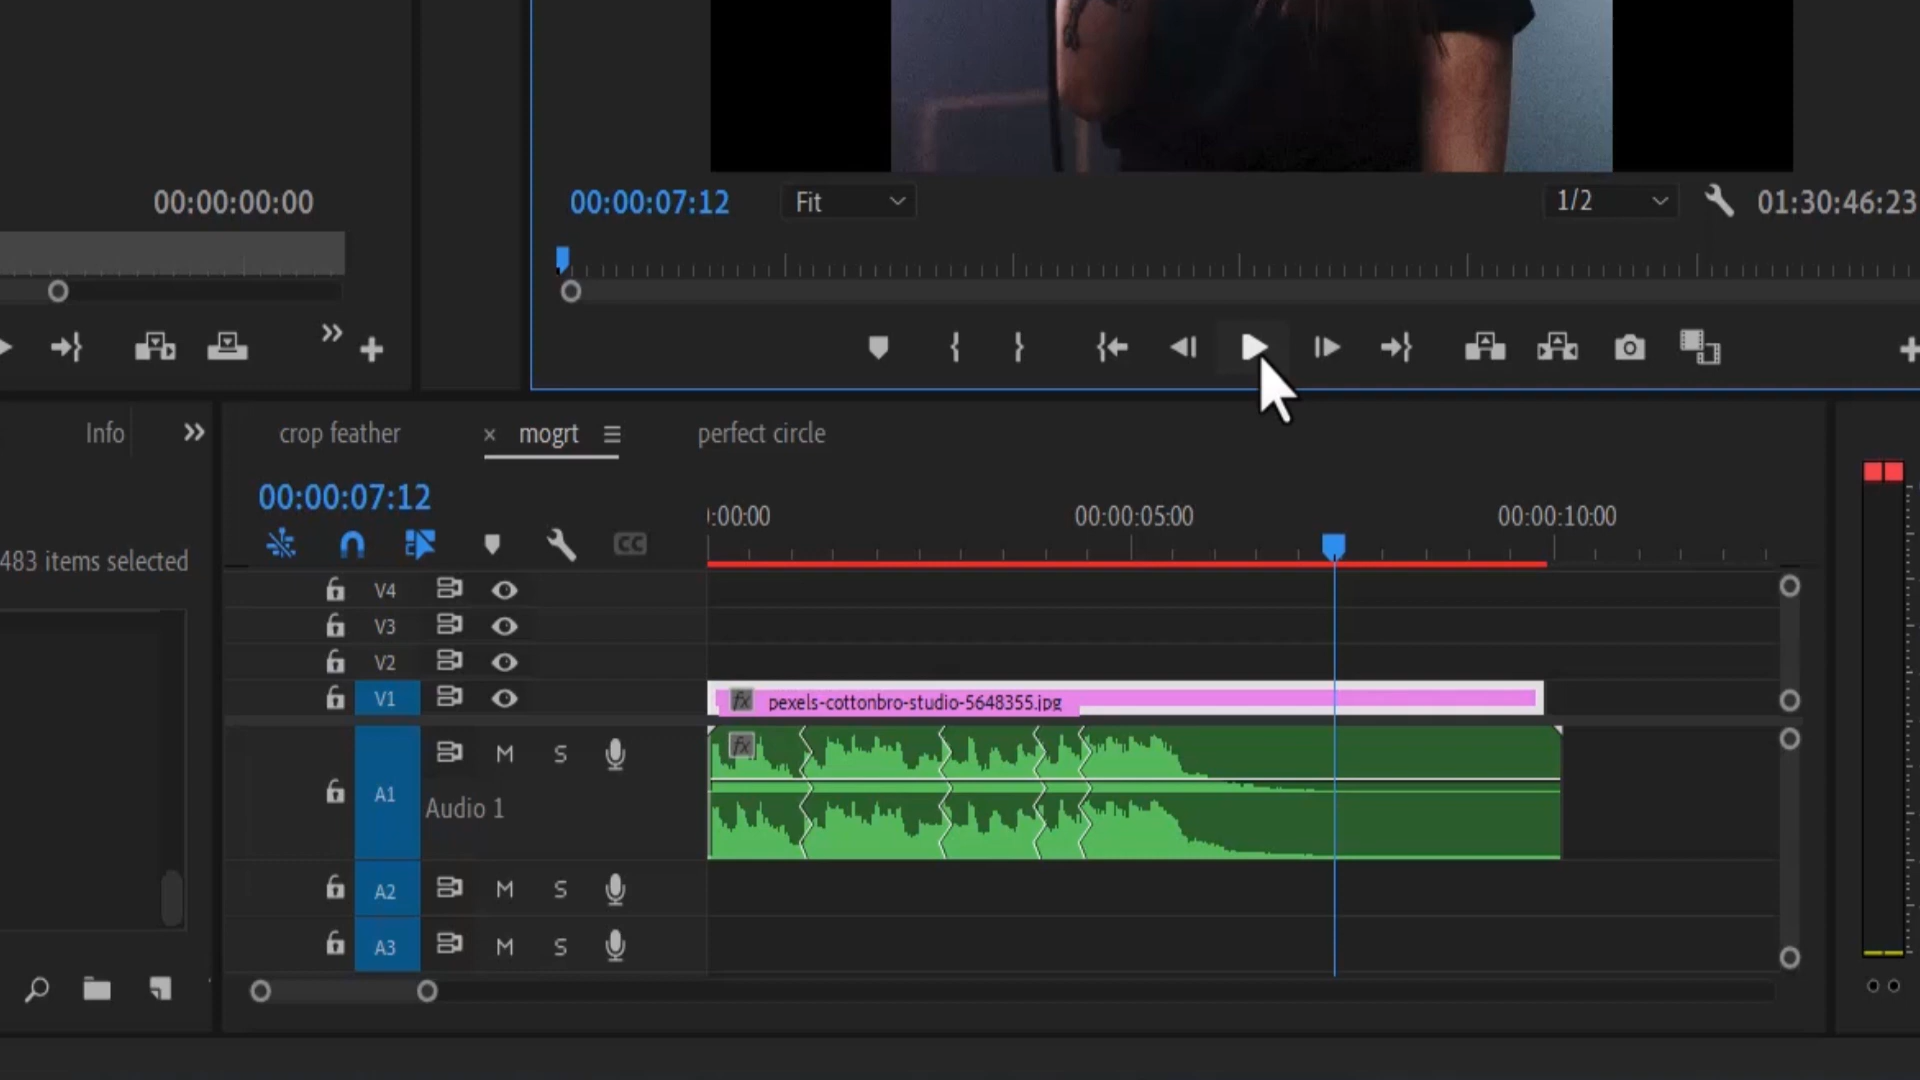 00:00:00:00
00:00:07:12
Fit
1/2
01:30:46:23
Info
crop feather
mogrt
perfect circle
00:00:07:12
:00:00
00:00:05:00
00:00:10:00
CC
483 items selected
V4
V3
V2
V1
fx pexels-cottonbro-studio-5648355.jpg
fx
M S
A1
Audio 1
A2 M S
A3 M S